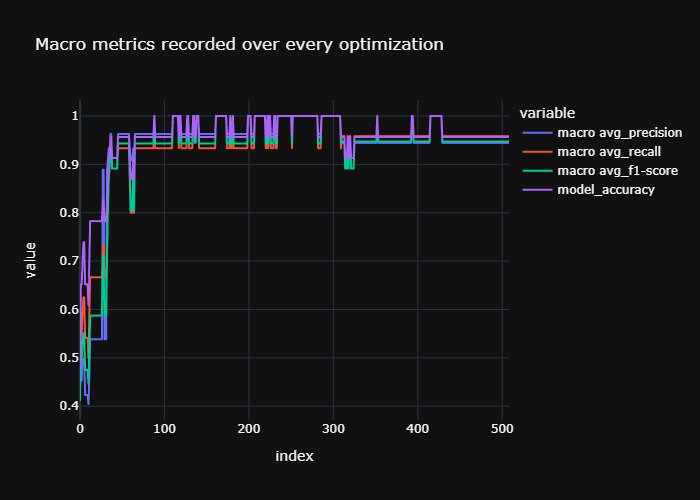 Macro metrics recorded over every optimization
variable
macro avg_precision
macro avg_recall
macro avg_f1-score
model_accuracy
1
0.9
0.8
0.7
0.6
0.5
0.4
value
0 100 200 300 400 500
index